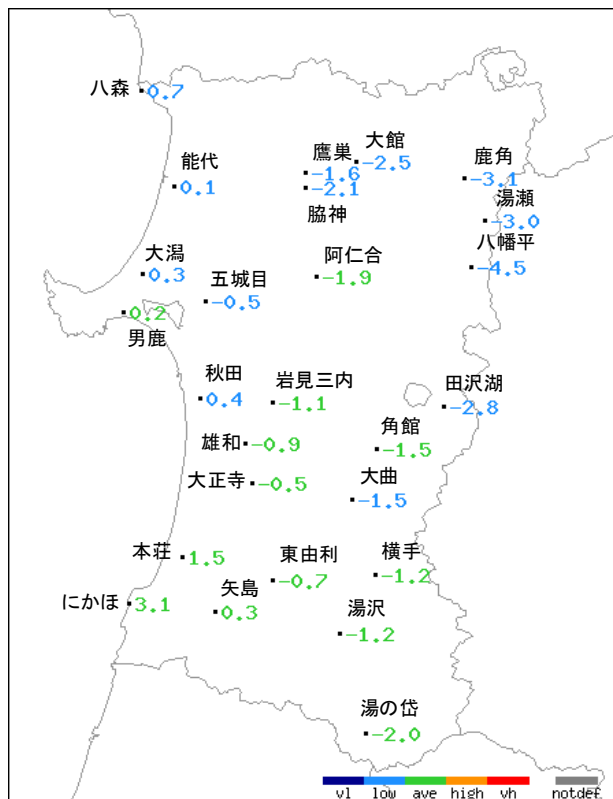 八森
0.7
大館
-2.5
鷹巣
-1.6
-2.1
脇神
鹿角
-3.1
能代
0.1
湯瀬
-3.0
八幡平
-4.5
大潟
0.3
五城目
-0.5
阿仁合
-1.9
0.2
男鹿
秋田
0.4
岩見三内
-1.1
田沢湖
-2.8
角館
-1.5
雄和
-0.9
大正寺
-0.5
大曲
-1.5
本荘
1.5
東由利
-0.7
横手
-1.2
にかほ
3.1
矢島
0.3
湯沢
-1.2
湯の岱
-2.0
vl low ave high vh notdef